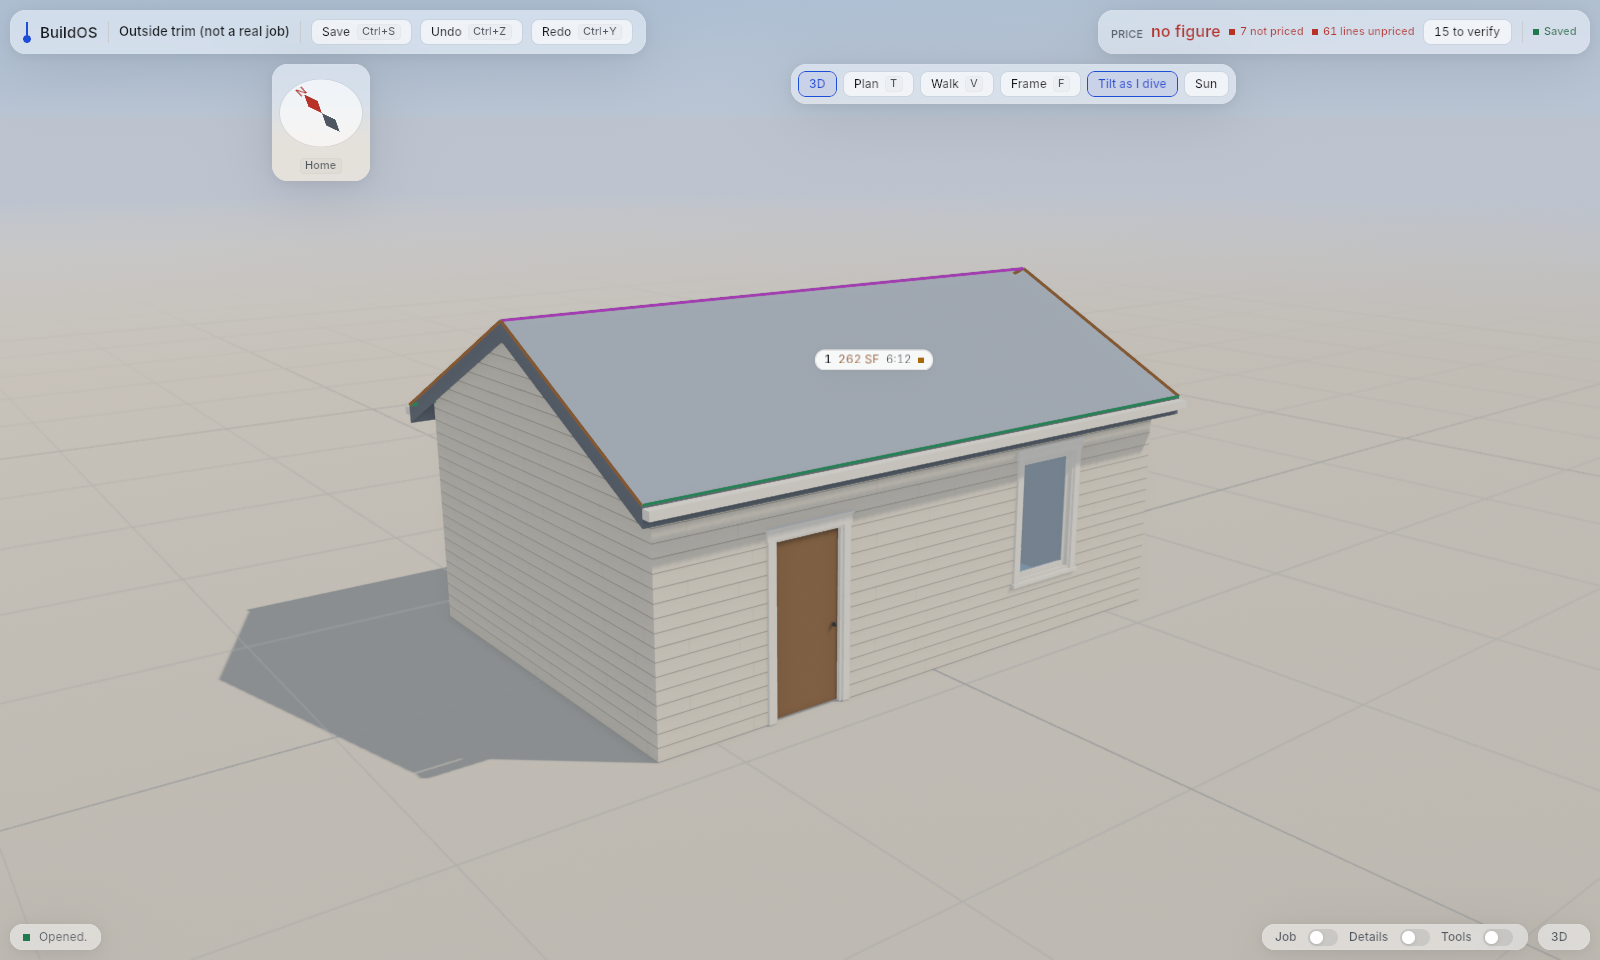 BuildOS
Outside trim (not a real job)
Save Ctrl+S
Undo Ctrl+Z
Redo Ctrl+Y
PRICE no figure 7 not priced 61 lines unpriced
15 to verify
Saved
3D
Plan T
Walk V
Frame F
Tilt as I dive
Sun
N
Home
1 262 SF 6:12
Opened.
Job
Details
Tools
3D